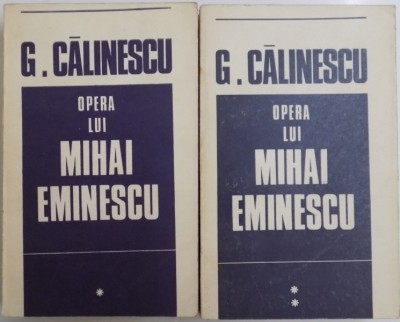 G. CĂLINESCU
OPERA
LUI
MIHAI
EMINESCU
*
G. CĂLINESCU
OPERA
LUI
MIHAI
EMINESCU
*
*